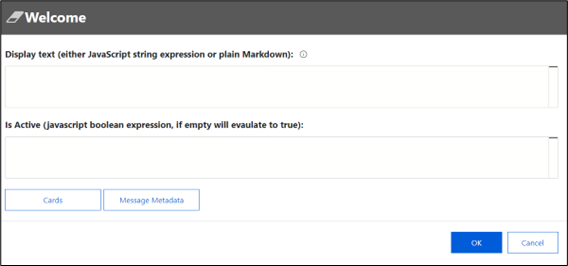 Welcome
Display text (either JavaScript string expression or plain Markdown):
Is Active (javascript boolean expression, if empty will evaulate to true):
Cards Message Metadata
OK Cancel